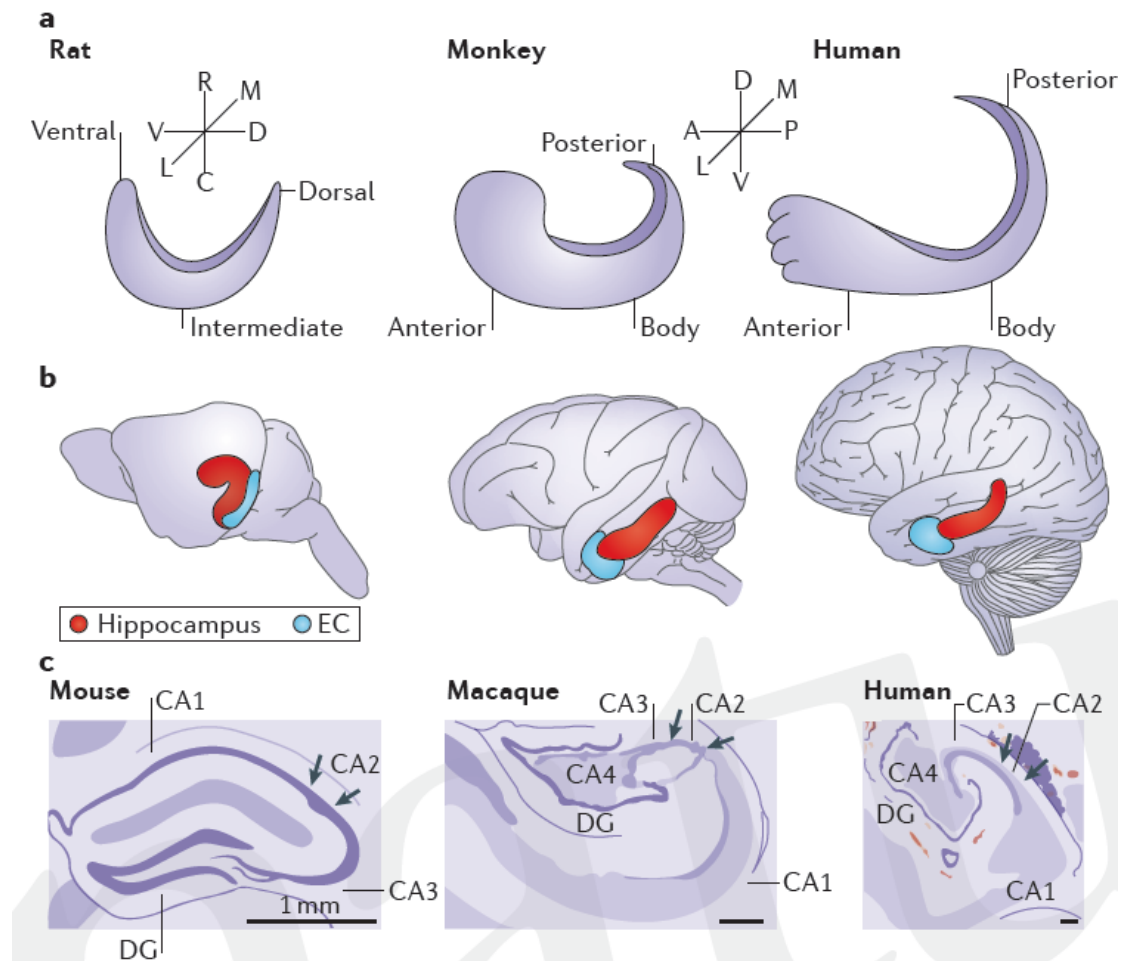 a
Rat
Monkey
Human
R
M
V
D
L
C
Ventral
Dorsal
Intermediate
D
M
A
P
L
V
Posterior
Anterior
Body
Posterior
Anterior
Body
b
Hippocampus
EC
c
Mouse
CA1
CA2
CA3
DG
1 mm
Macaque
CA3
CA2
CA4
DG
CA1
Human
CA3
CA2
CA4
DG
CA1